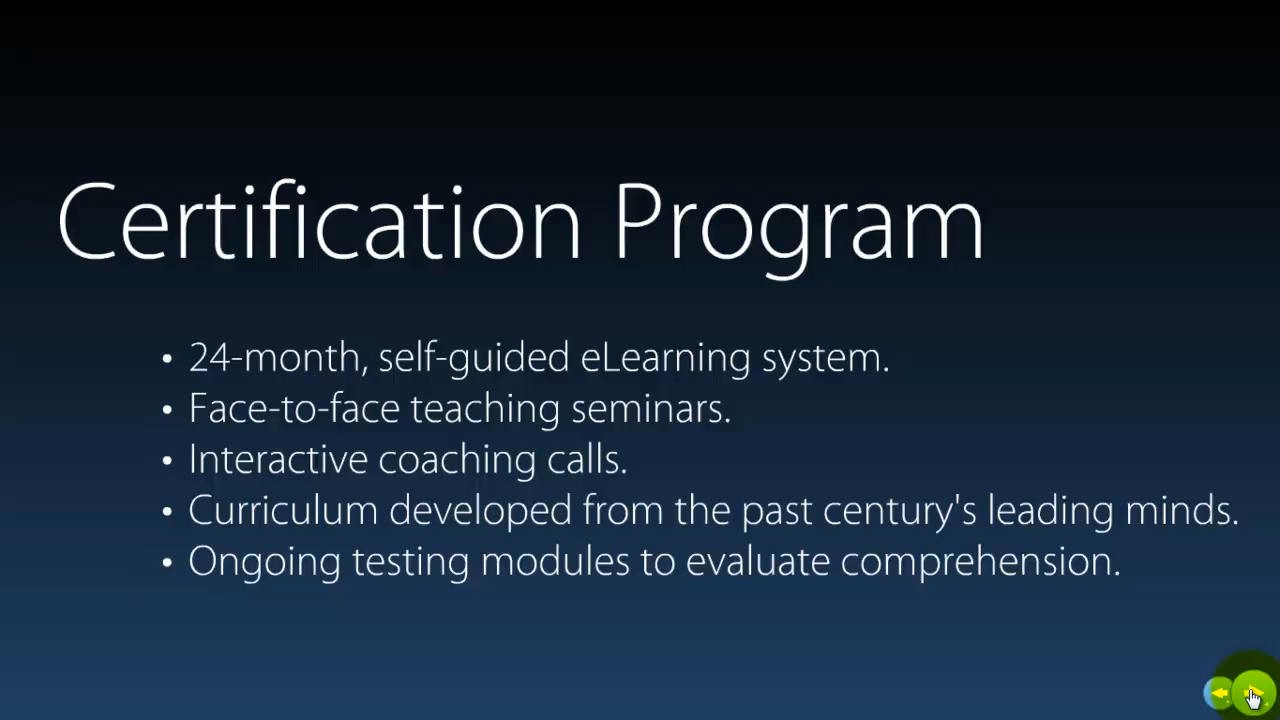 Certification Program
• 24-month, self-guided eLearning system.
• Face-to-face teaching seminars.
• Interactive coaching calls.
• Curriculum developed from the past century's leading minds.
• Ongoing testing modules to evaluate comprehension.